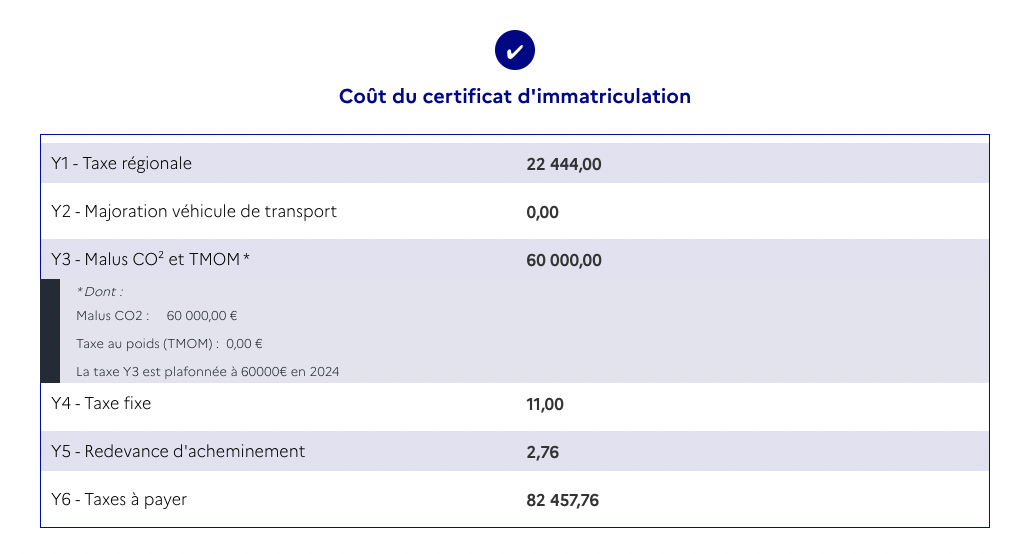 Coût du certificat d'immatriculation
Y1 - Taxe régionale 22 444,00
Y2 - Majoration véhicule de transport 0,00
Y3 - Malus CO² et TMOM * 60 000,00
* Dont :
Malus CO2 : 60 000,00 €
Taxe au poids (TMOM) : 0,00 €
La taxe Y3 est plafonnée à 60000€ en 2024
Y4 - Taxe fixe 11,00
Y5 - Redevance d'acheminement 2,76
Y6 - Taxes à payer 82 457,76